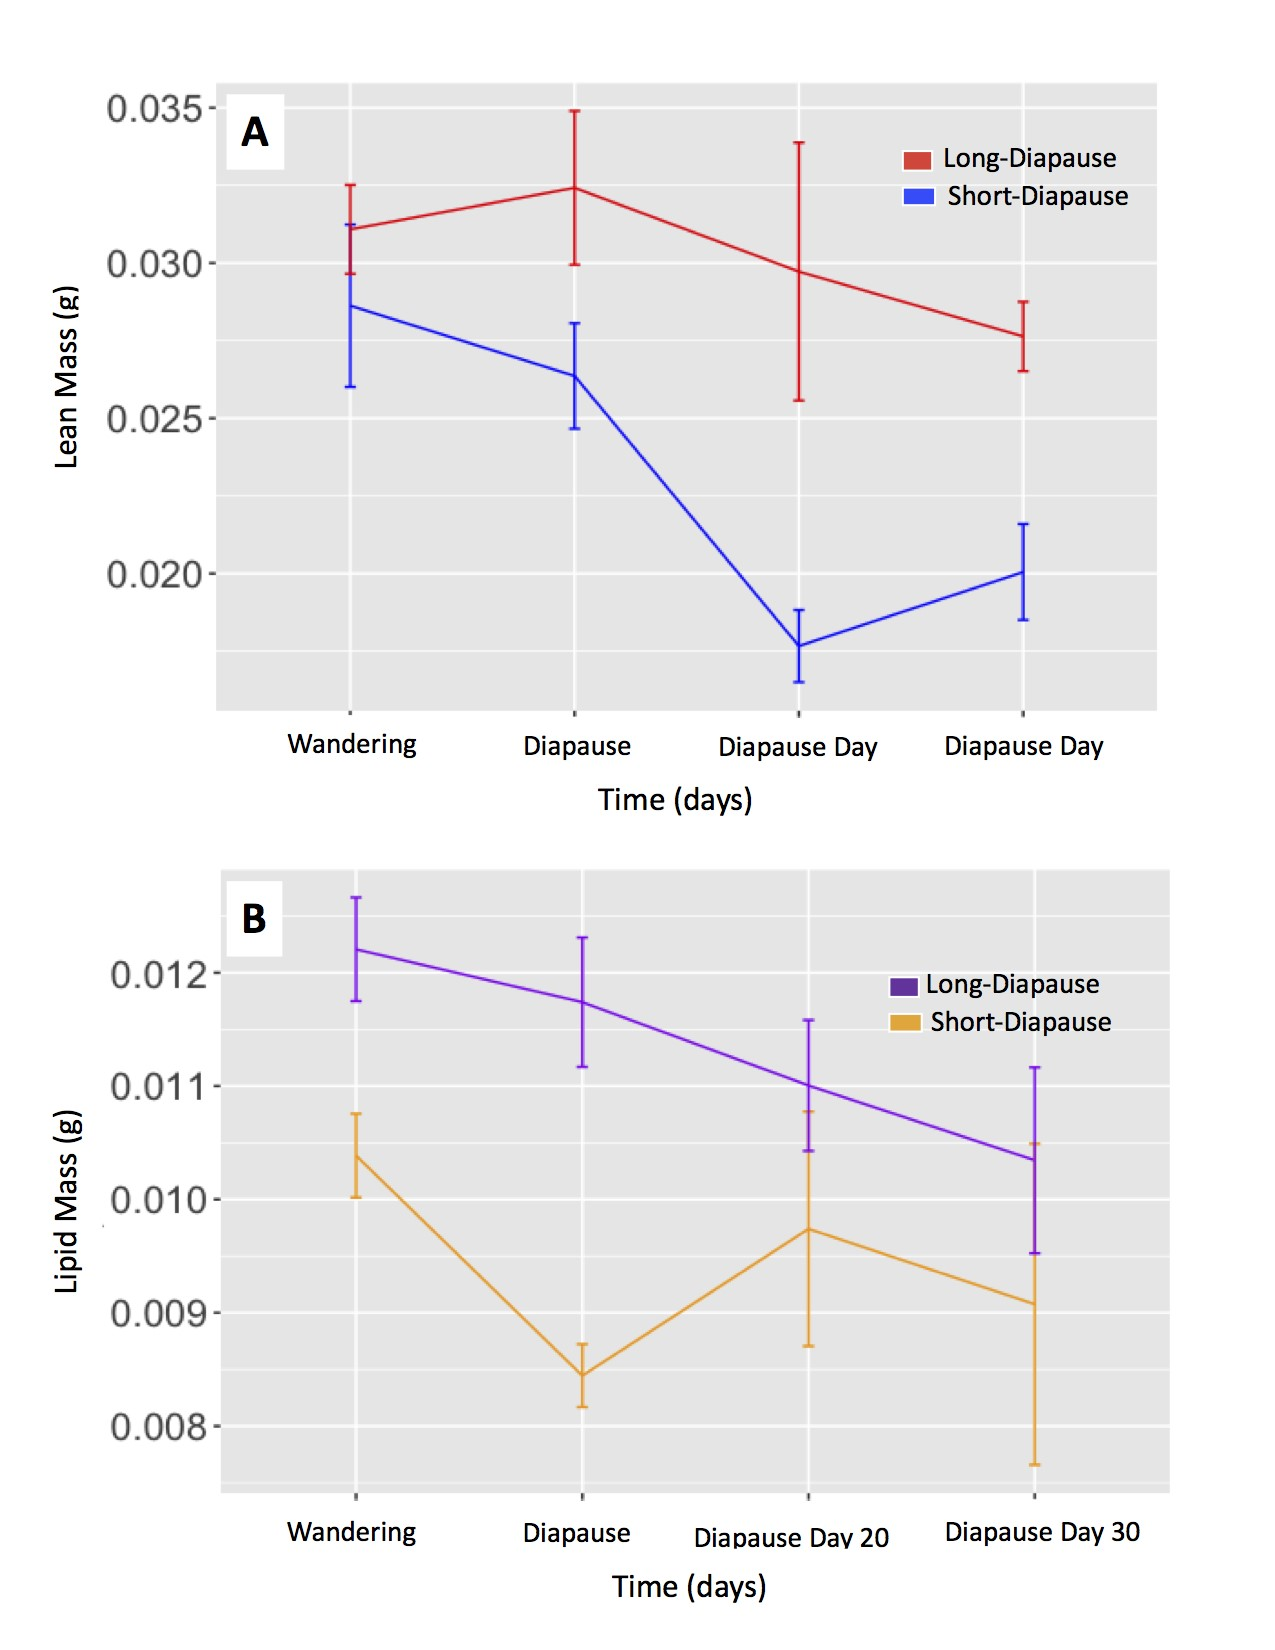 A
0.035
0.030
0.025
0.020
Lean Mass (g)
Long-Diapause
Short-Diapause
Wandering
Diapause
Diapause Day
Diapause Day
Time (days)
B
0.012
0.011
0.010
0.009
0.008
Lipid Mass (g)
Long-Diapause
Short-Diapause
Wandering
Diapause
Diapause Day 20
Diapause Day 30
Time (days)